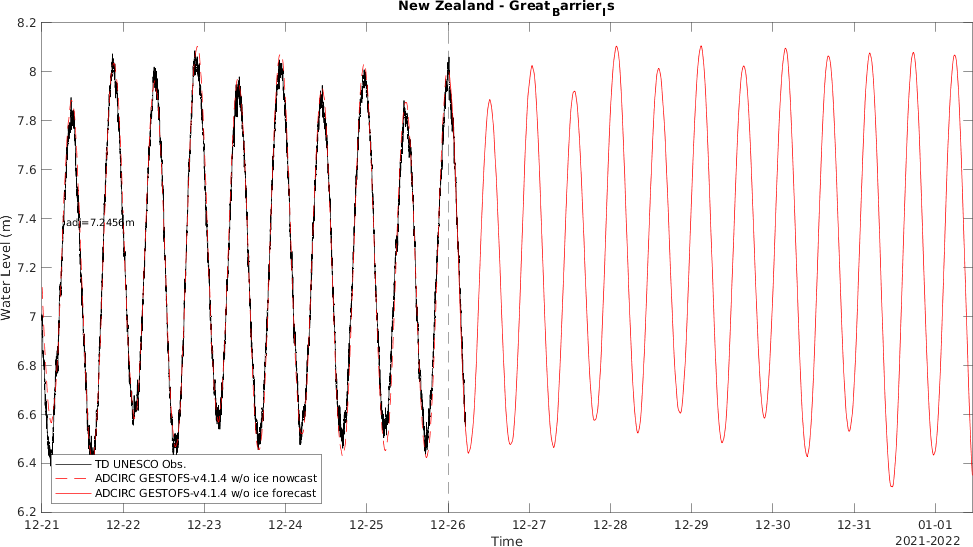 New Zealand - GreatBarrierIs
8.2
8
7.8
7.6
7.4
7.2
7
6.8
6.6
6.4
6.2
Water Level (m)
adj=7.2456m
TD UNESCO Obs.
ADCIRC GESTOFS-v4.1.4 w/o ice nowcast
ADCIRC GESTOFS-v4.1.4 w/o ice forecast
12-21 12-22 12-23 12-24 12-25 12-26 12-27 12-28 12-29 12-30 12-31 01-01
Time
2021-2022